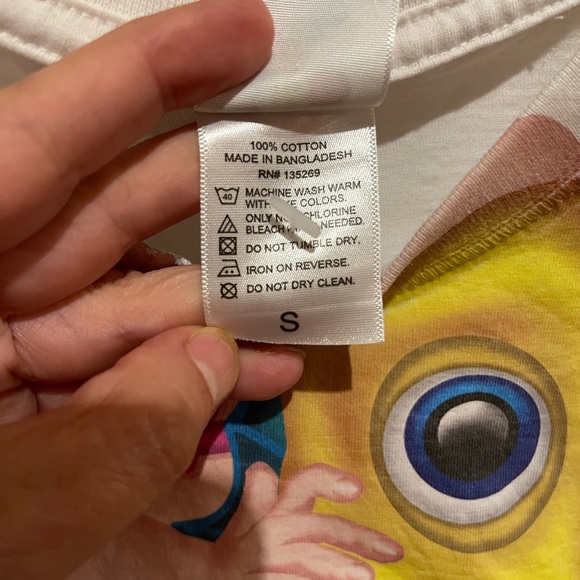 100% COTTON
MADE IN BANGLADESH
RN# 135269
40 MACHINE WASH WARM
WITH COLORS.
ONLY CHLORINE
BLEACH NEEDED.
DO NOT TUMBLE DRY.
IRON ON REVERSE.
DO NOT DRY CLEAN.
S